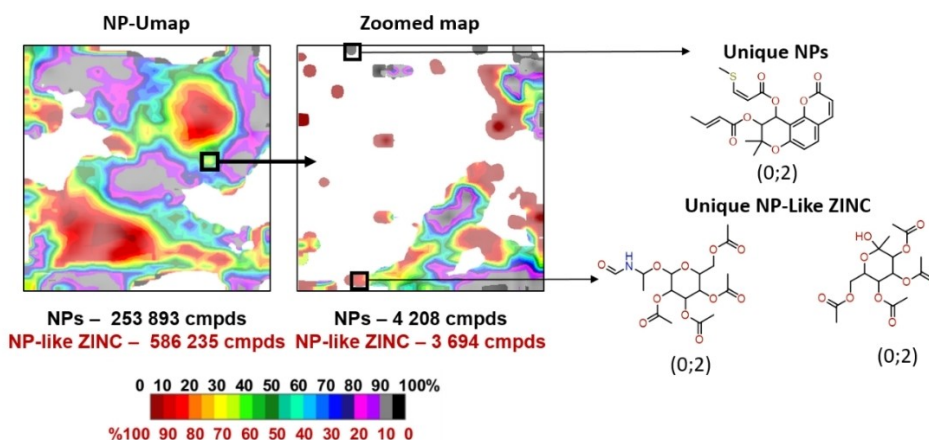 NP-Umap
Zoomed map
Unique NPs
S
O
O
O
O
O
O
O
(0;2)
Unique NP-Like ZINC
O
H
N
O
O
O
O
O
O
O
O
O
O
HO
O
O
O
O
O
O
O
O
O
(0;2)
(0;2)
NPs – 253 893 cmpds
NP-like ZINC – 586 235 cmpds
NPs – 4 208 cmpds
NP-like ZINC – 3 694 cmpds
0 10 20 30 40 50 60 70 80 90 100%
%100 90 80 70 60 50 40 30 20 10 0